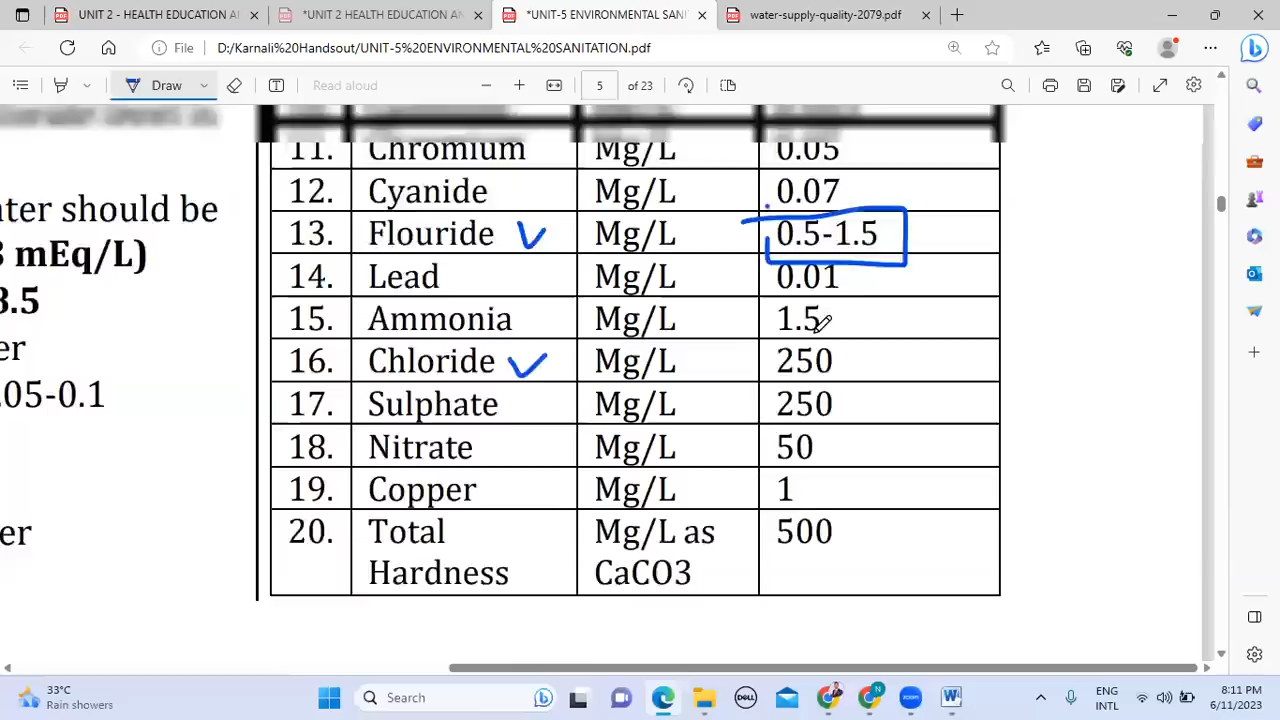 UNIT 2 - HEALTH EDUCATION A
*UNIT 2 HEALTH EDUCATION AN
*UNIT-5 ENVIRONMENTAL SANI
water-supply-quality-2079.pdf
File D:/Karnali%20Handsout/UNIT-5%20ENVIRONMENTAL%20SANITATION.pdf
Draw Read aloud 5 of 23
ater should be
3 mEq/L)
8.5
er
.05-0.1
er
11. Chromium Mg/L 0.05
12. Cyanide Mg/L 0.07
13. Flouride Mg/L 0.5-1.5
14. Lead Mg/L 0.01
15. Ammonia Mg/L 1.5
16. Chloride Mg/L 250
17. Sulphate Mg/L 250
18. Nitrate Mg/L 50
19. Copper Mg/L 1
20. Total Mg/L as 500
Hardness CaCO3
33°C
Rain showers
Search
DELL
zoom
W
ENG
INTL
8:11 PM
6/11/2023